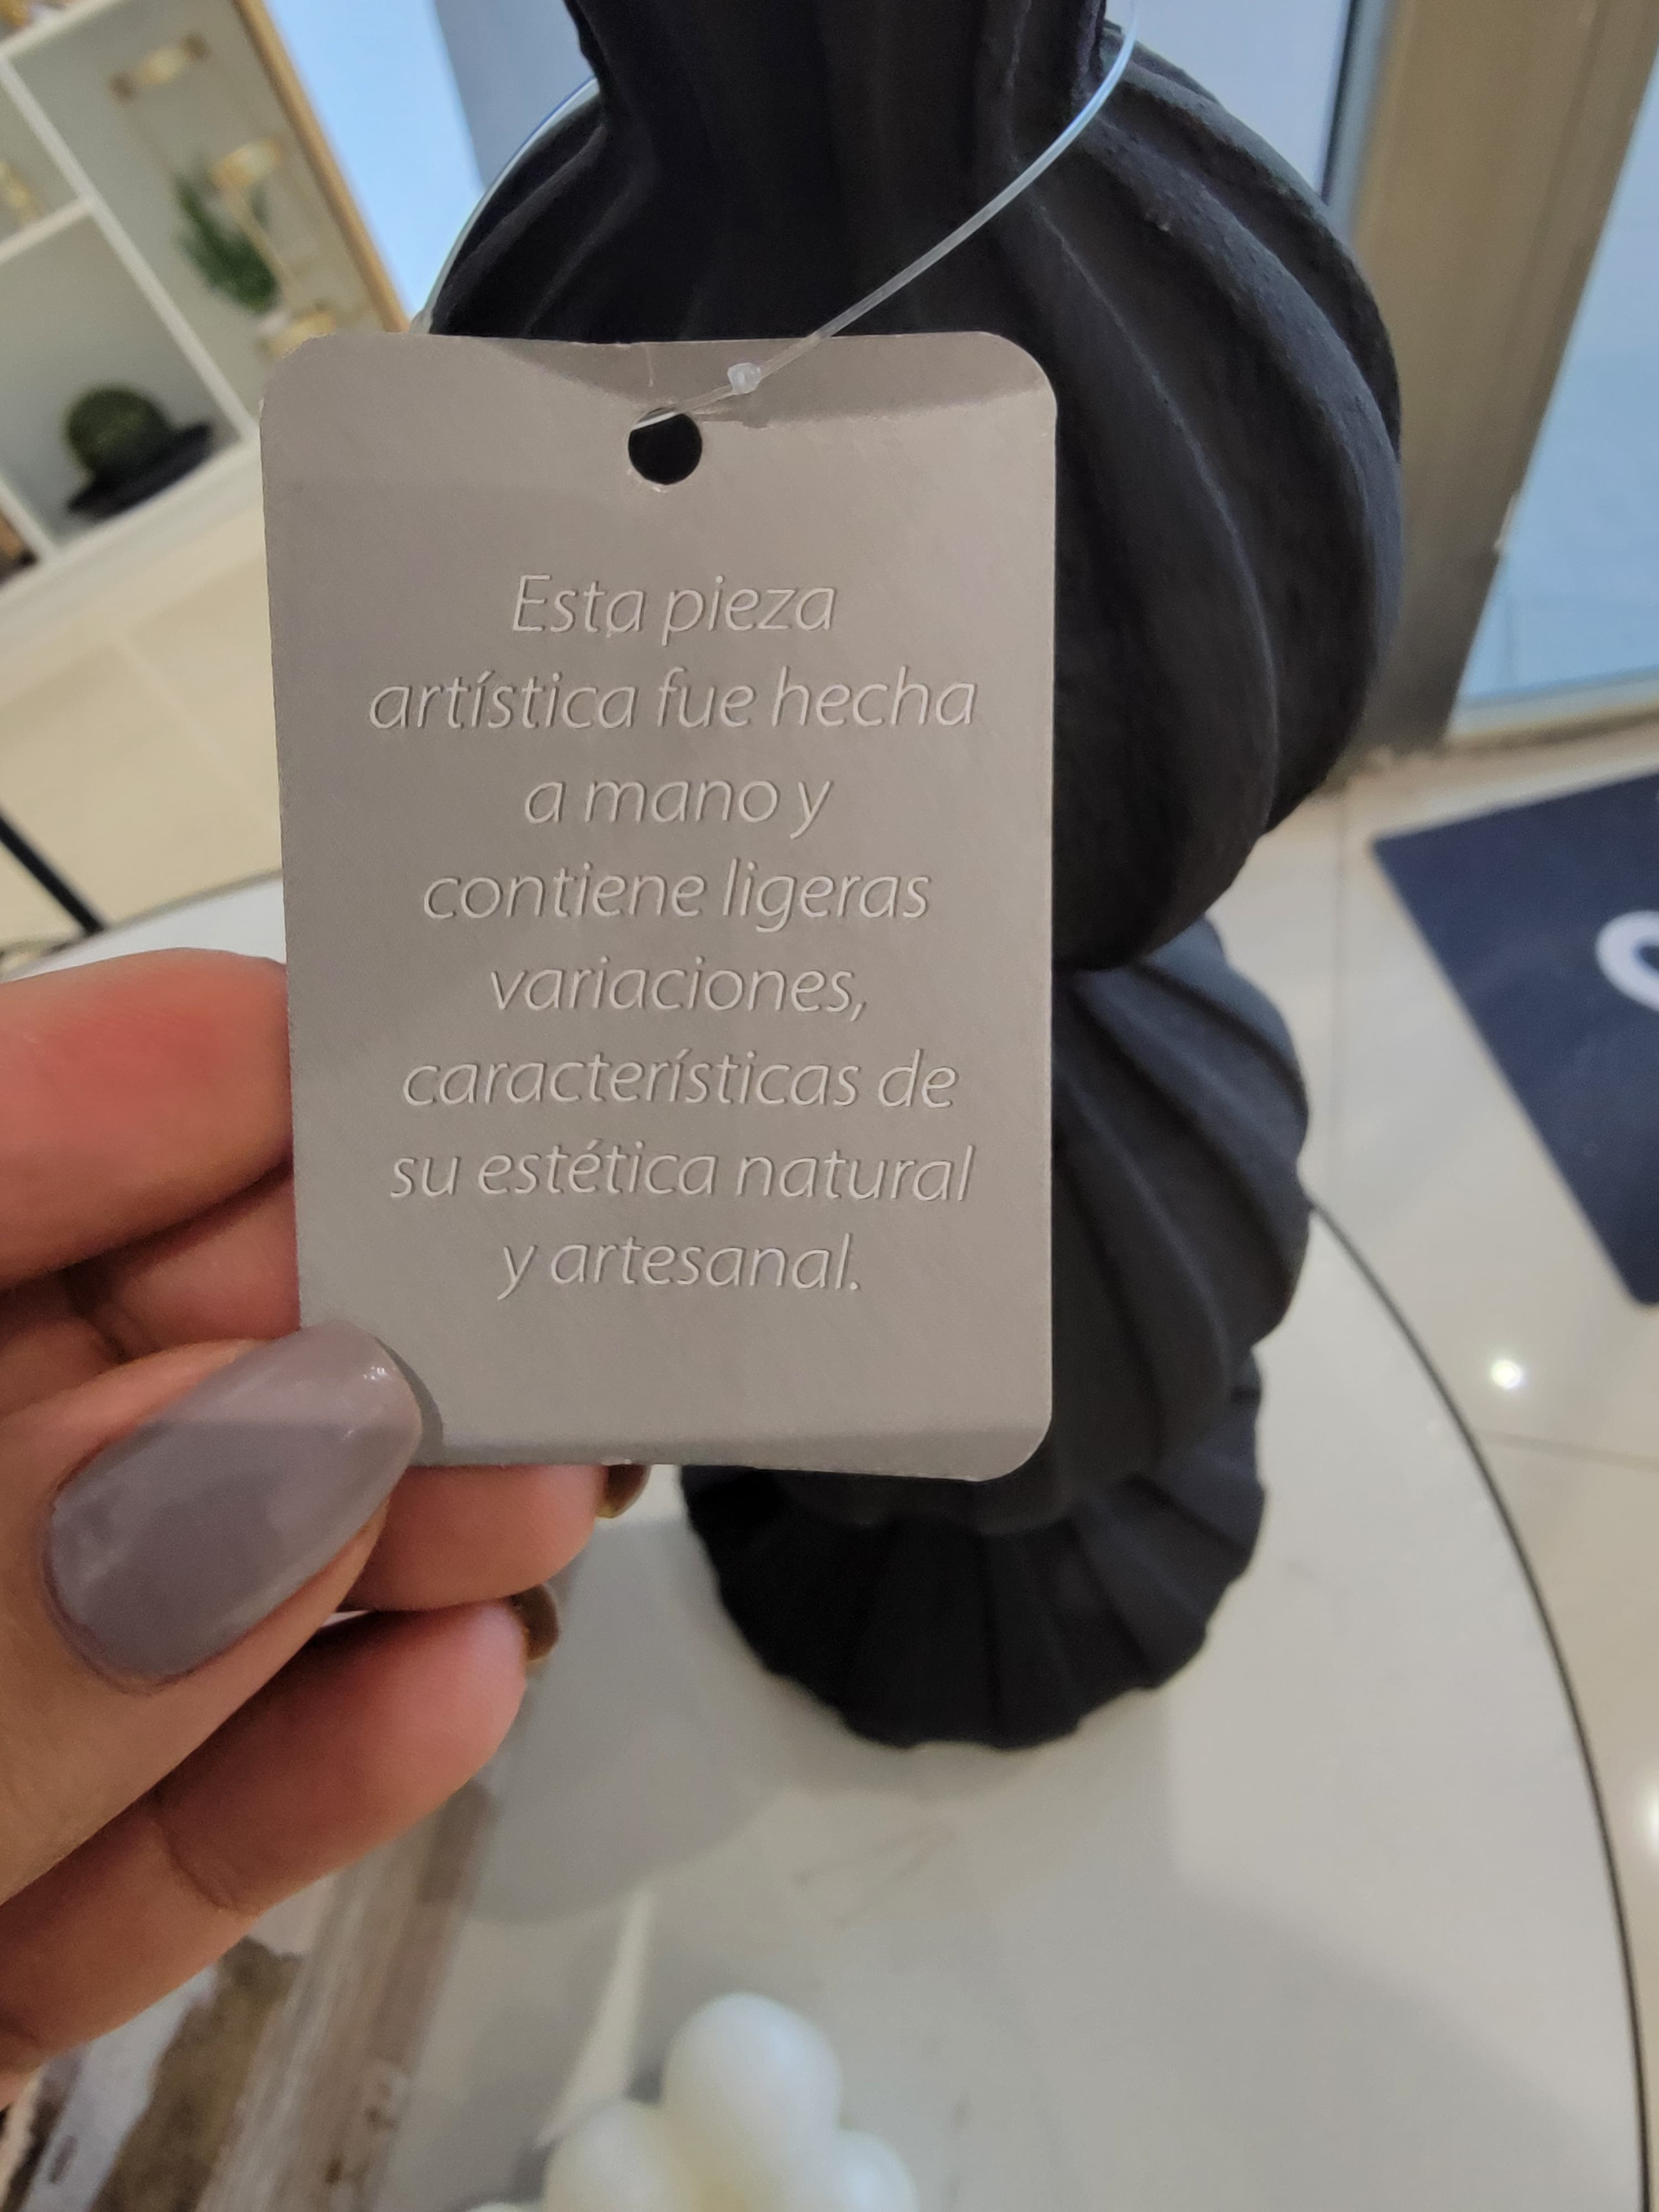 Esta pieza
artística fue hecha
a mano y
contiene ligeras
variaciones,
características de
su estética natural
y artesanal.